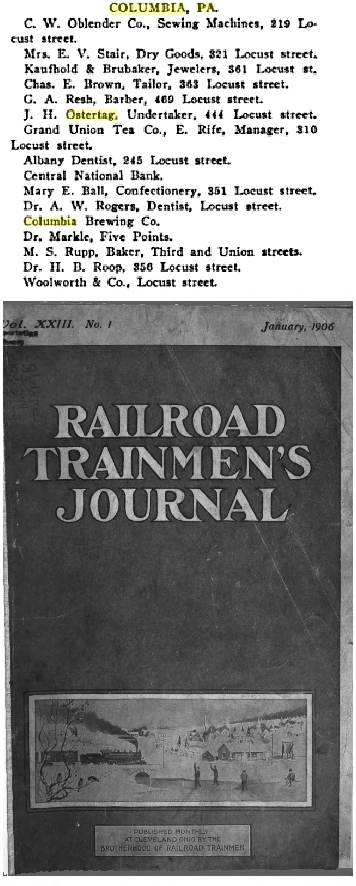 COLUMBIA, PA.
C. W. Oblender Co., Sewing Machines, 219 Lo-
cust street.
Mrs. E. V. Stair, Dry Goods, 321 Locust street.
Kaufhold & Brubaker, Jewelers, 361 Locust st.
Chas. E. Brown, Tailor, 363 Locust street.
G. A. Resh, Barber, 469 Locust street.
J. H. Ostertag, Undertaker, 444 Locust street.
Grand Union Tea Co., E. Rife, Manager, 310
Locust street.
Albany Dentist, 245 Locust street.
Central National Bank.
Mary E. Ball, Confectionery, 351 Locust street.
Dr. A. W. Rogers, Dentist, Locust street.
Columbia Brewing Co.
Dr. Markle, Five Points.
M. S. Rupp, Baker, Third and Union streets.
Dr. H. B. Roop, 356 Locust street.
Woolworth & Co., Locust street.
Vol. XXIII. No. 1 January, 1906
RAILROAD
TRAINMEN'S
JOURNAL
PUBLISHED MONTHLY
AT CLEVELAND OHIO BY THE
BROTHERHOOD OF RAILROAD TRAINMEN